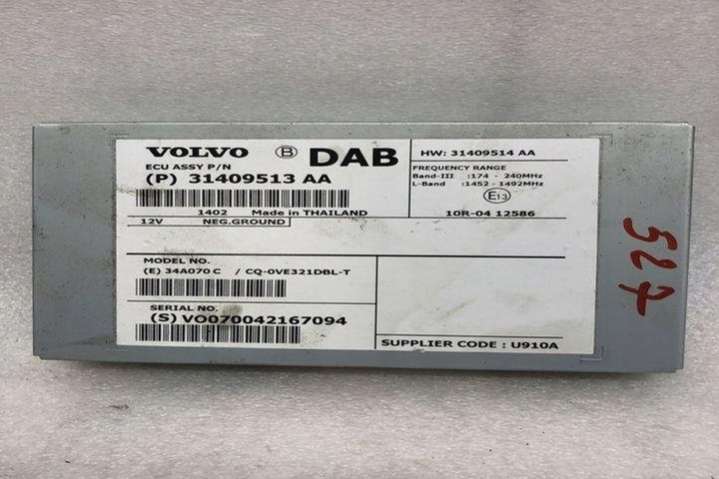 VOLVO B DAB
ECU ASSY P/N
(P) 31409513 AA
1402 Made in THAILAND
12V NEG.GROUND
HW: 31409514 AA
FREQUENCY RANGE
Band-III :174 - 240MHz
L-Band :1452 - 1492MHz
E13
10R-04 12586
MODEL NO.
(E) 34A070 C / CQ-0VE321DBL-T
SERIAL NO.
(S) VO070042167094
SUPPLIER CODE : U910A
527